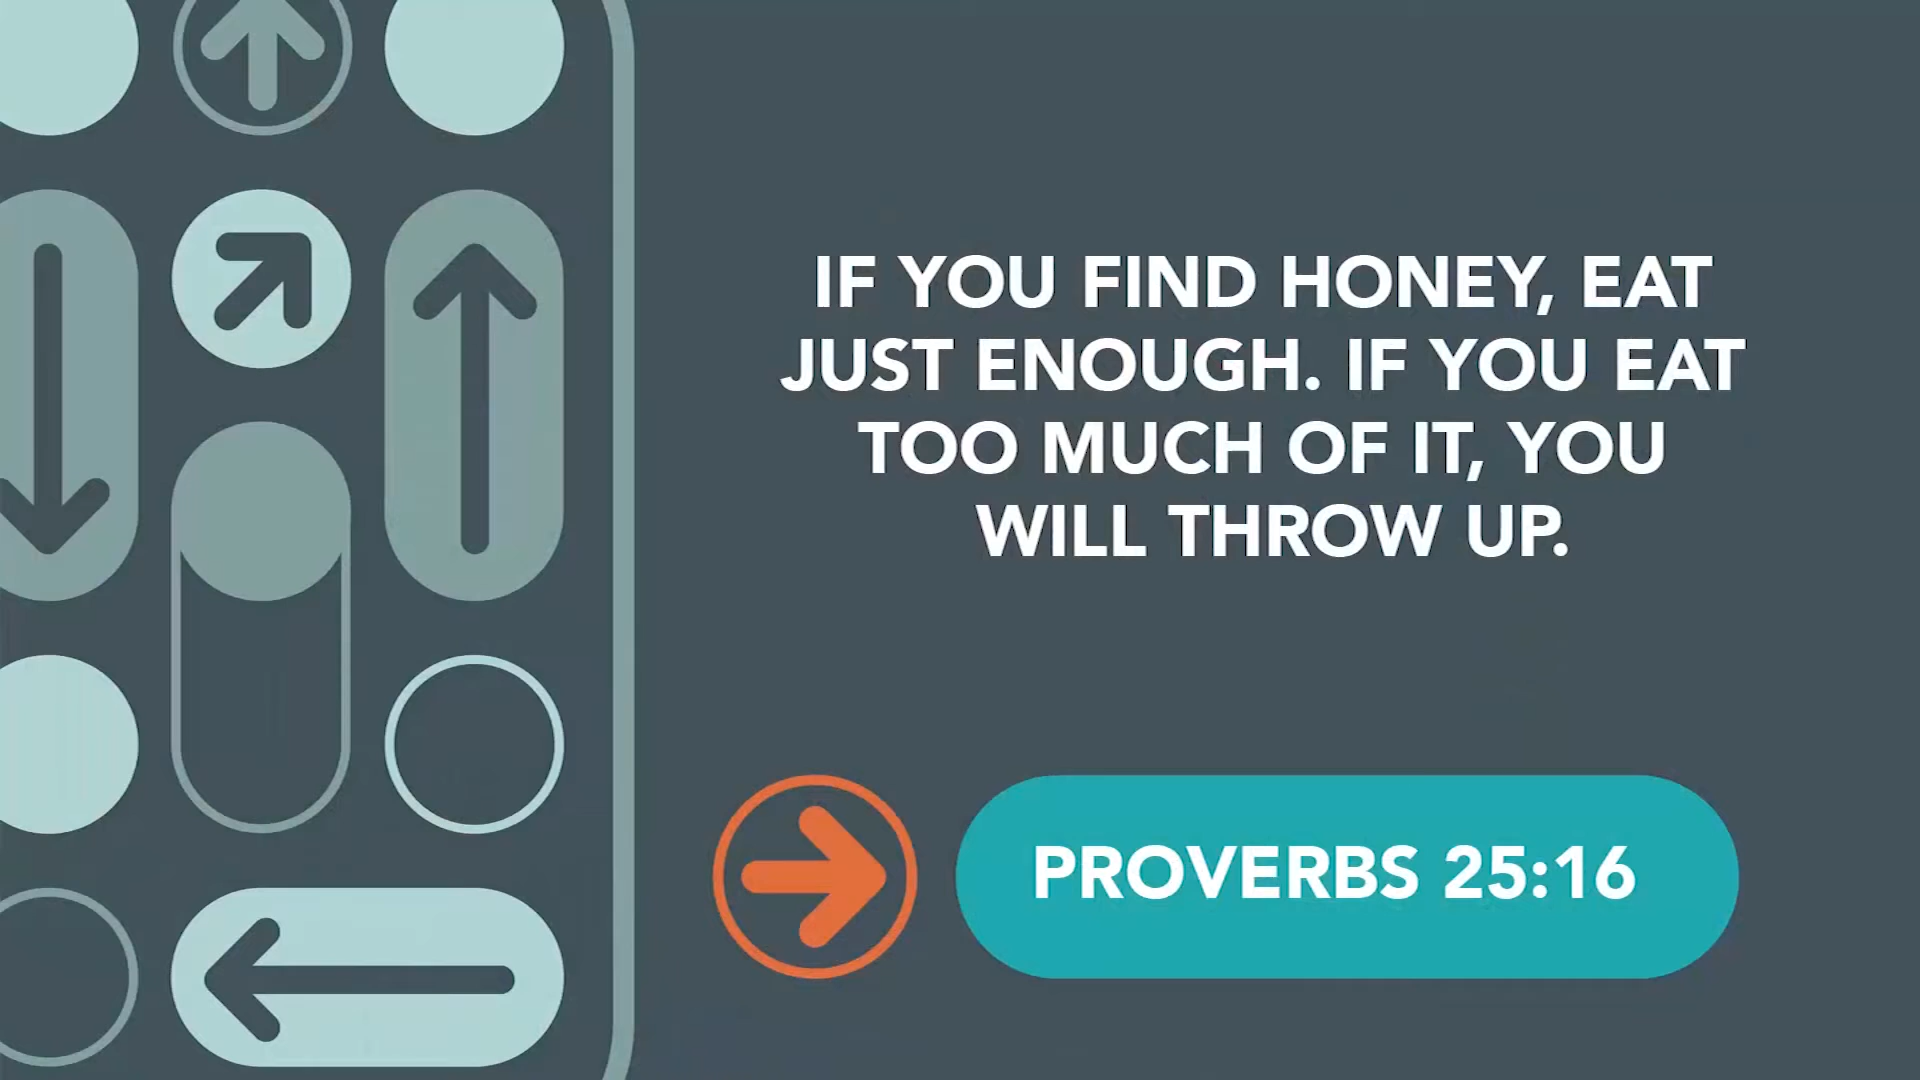 IF YOU FIND HONEY, EAT
JUST ENOUGH. IF YOU EAT
TOO MUCH OF IT, YOU
WILL THROW UP.
PROVERBS 25:16